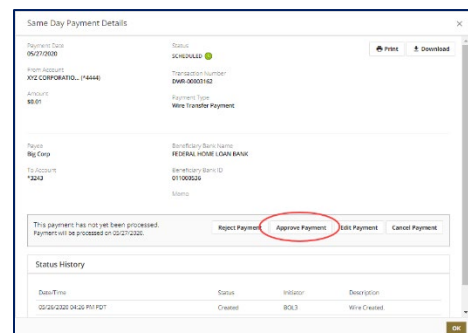 Same Day Payment Details
Payment Date
05/27/2020
Status
SCHEDULED
Print
Download
From Account
XYZ CORPORATIO... (*4444)
Transaction Number
DWR-00003162
Amount
$0.01
Payment Type
Wire Transfer Payment
Payee
Big Corp
Beneficiary Bank Name
FEDERAL HOME LOAN BANK
To Account
*3243
Beneficiary Bank ID
011003536
Memo
This payment has not yet been processed.
Payment will be processed on 05/27/2020.
Reject Payment
Approve Payment
Edit Payment
Cancel Payment
Status History
Date/Time Status Initiator Description
05/26/2020 04:20 PM PDT Created BOL3 Wire Created.
OK